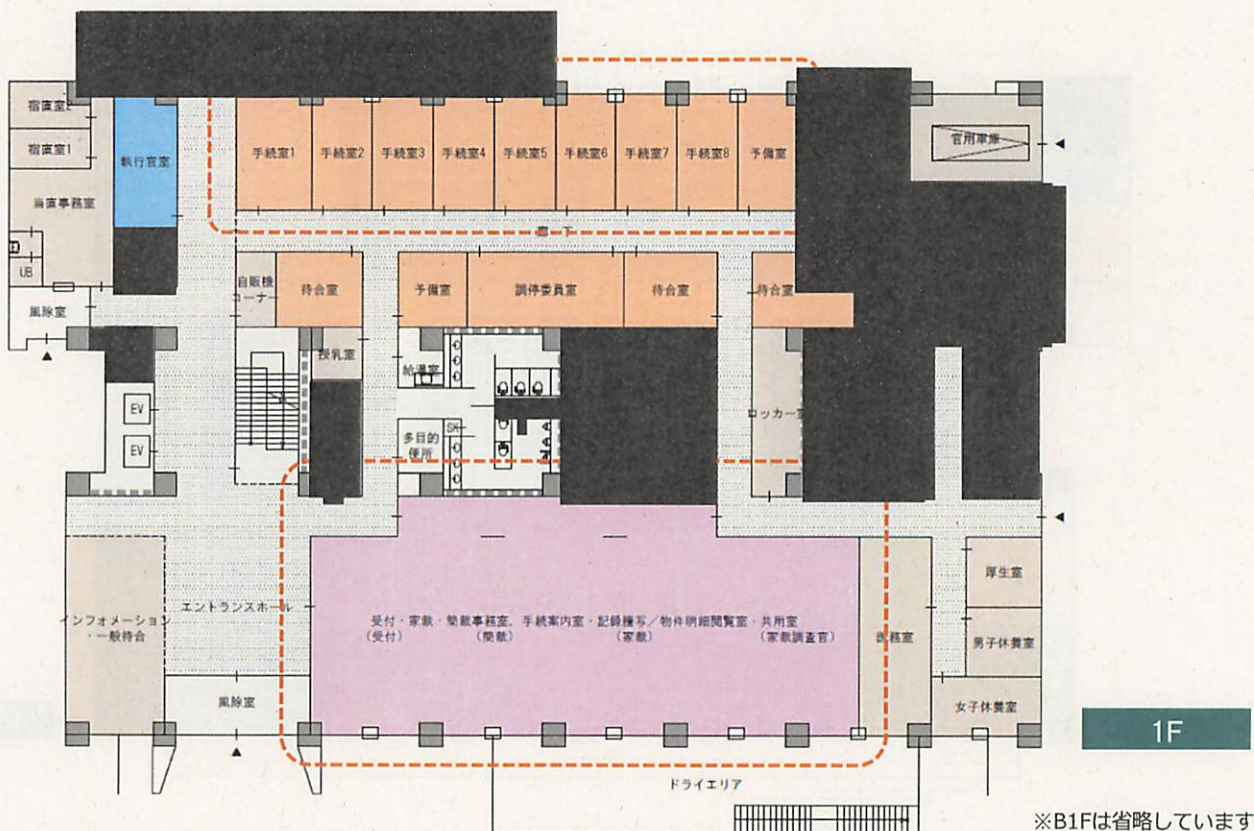 宿直室2
宿直室1
執行官室
手続室1
手続室2
手続室3
手続室4
手続室5
手続室6
手続室7
手続室8
予備室
官用車庫
当直事務室
廊下
UB
自販機
コーナー
待合室
予備室
調停委員室
待合室
待合室
風除室
授乳室
給湯室
EV
EV
ロッカー室
多目的
便所
SK
厚生室
インフォメーション
・一般待合
エントランスホール
受付・家裁・簡裁事務室、手続案内室・記録謄写/物件明細閲覧室・共用室
(受付)
(簡裁)
(家裁)
(家裁調査官)
医務室
男子休養室
風除室
女子休養室
1F
ドライエリア
※B1Fは省略しています